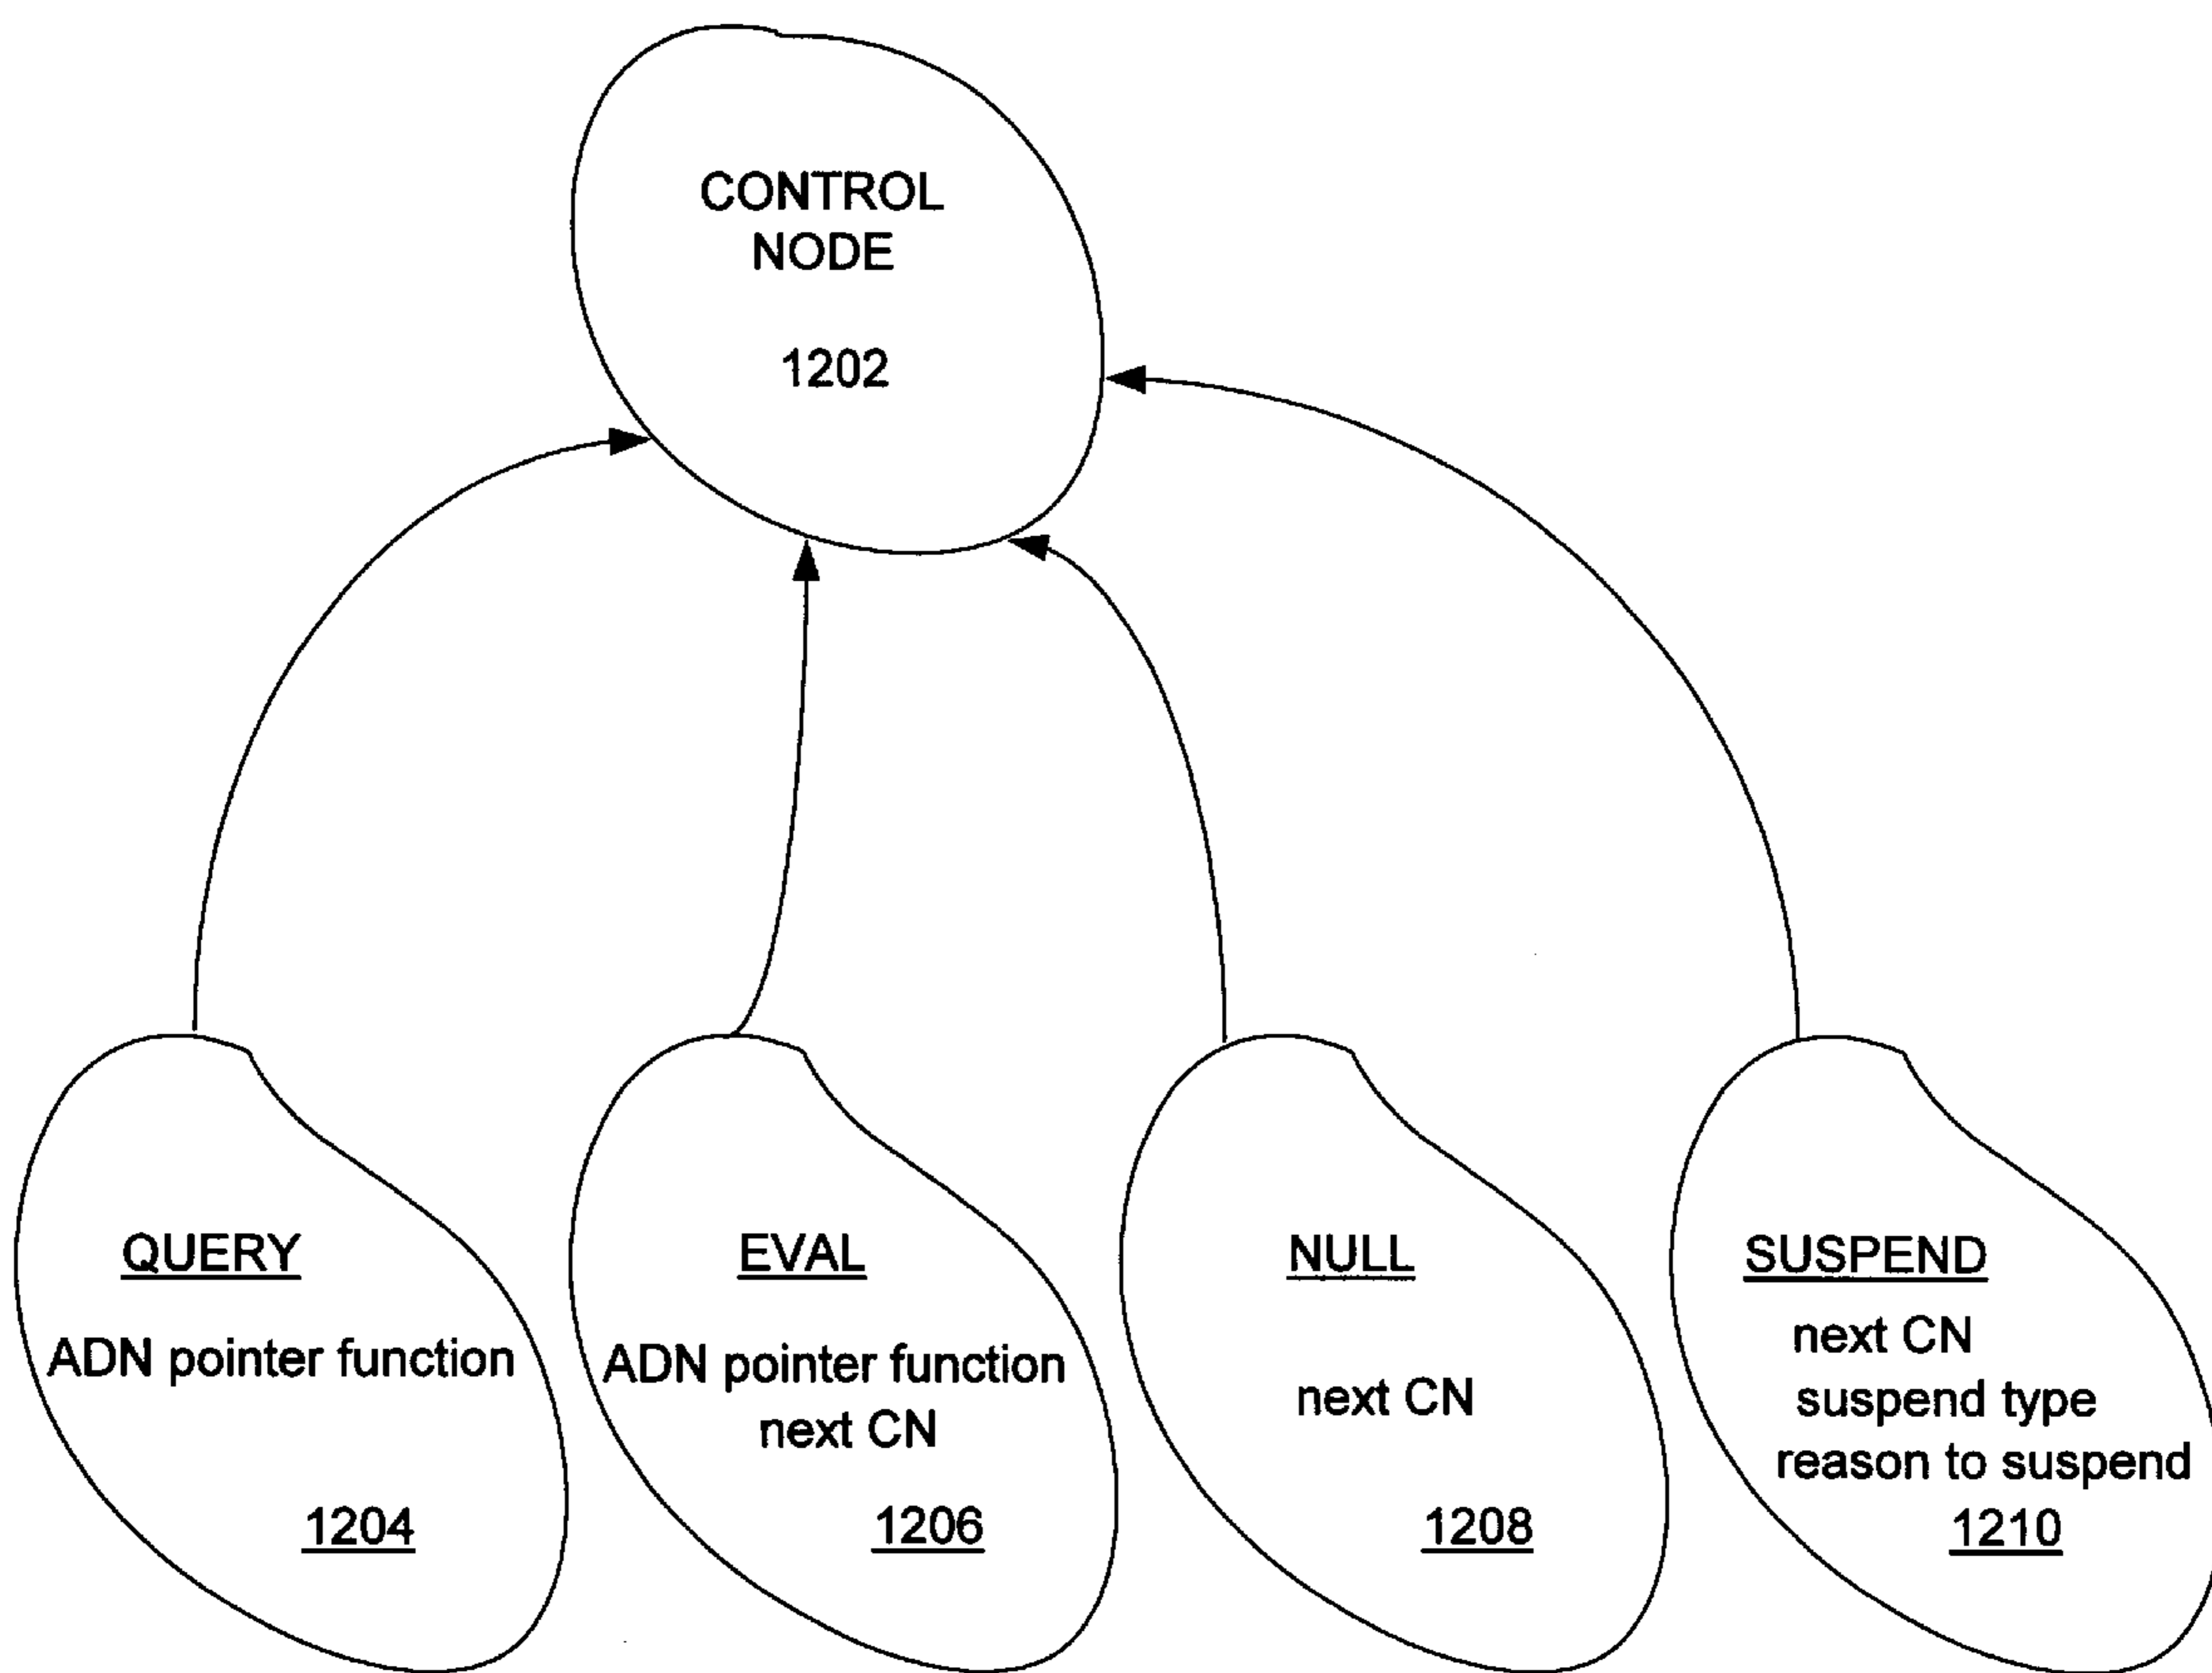 CONTROL
NODE
1202
QUERY
ADN pointer function
1204
EVAL
ADN pointer function
next CN
1206
NULL
next CN
1208
SUSPEND
next CN
suspend type
reason to suspend
1210